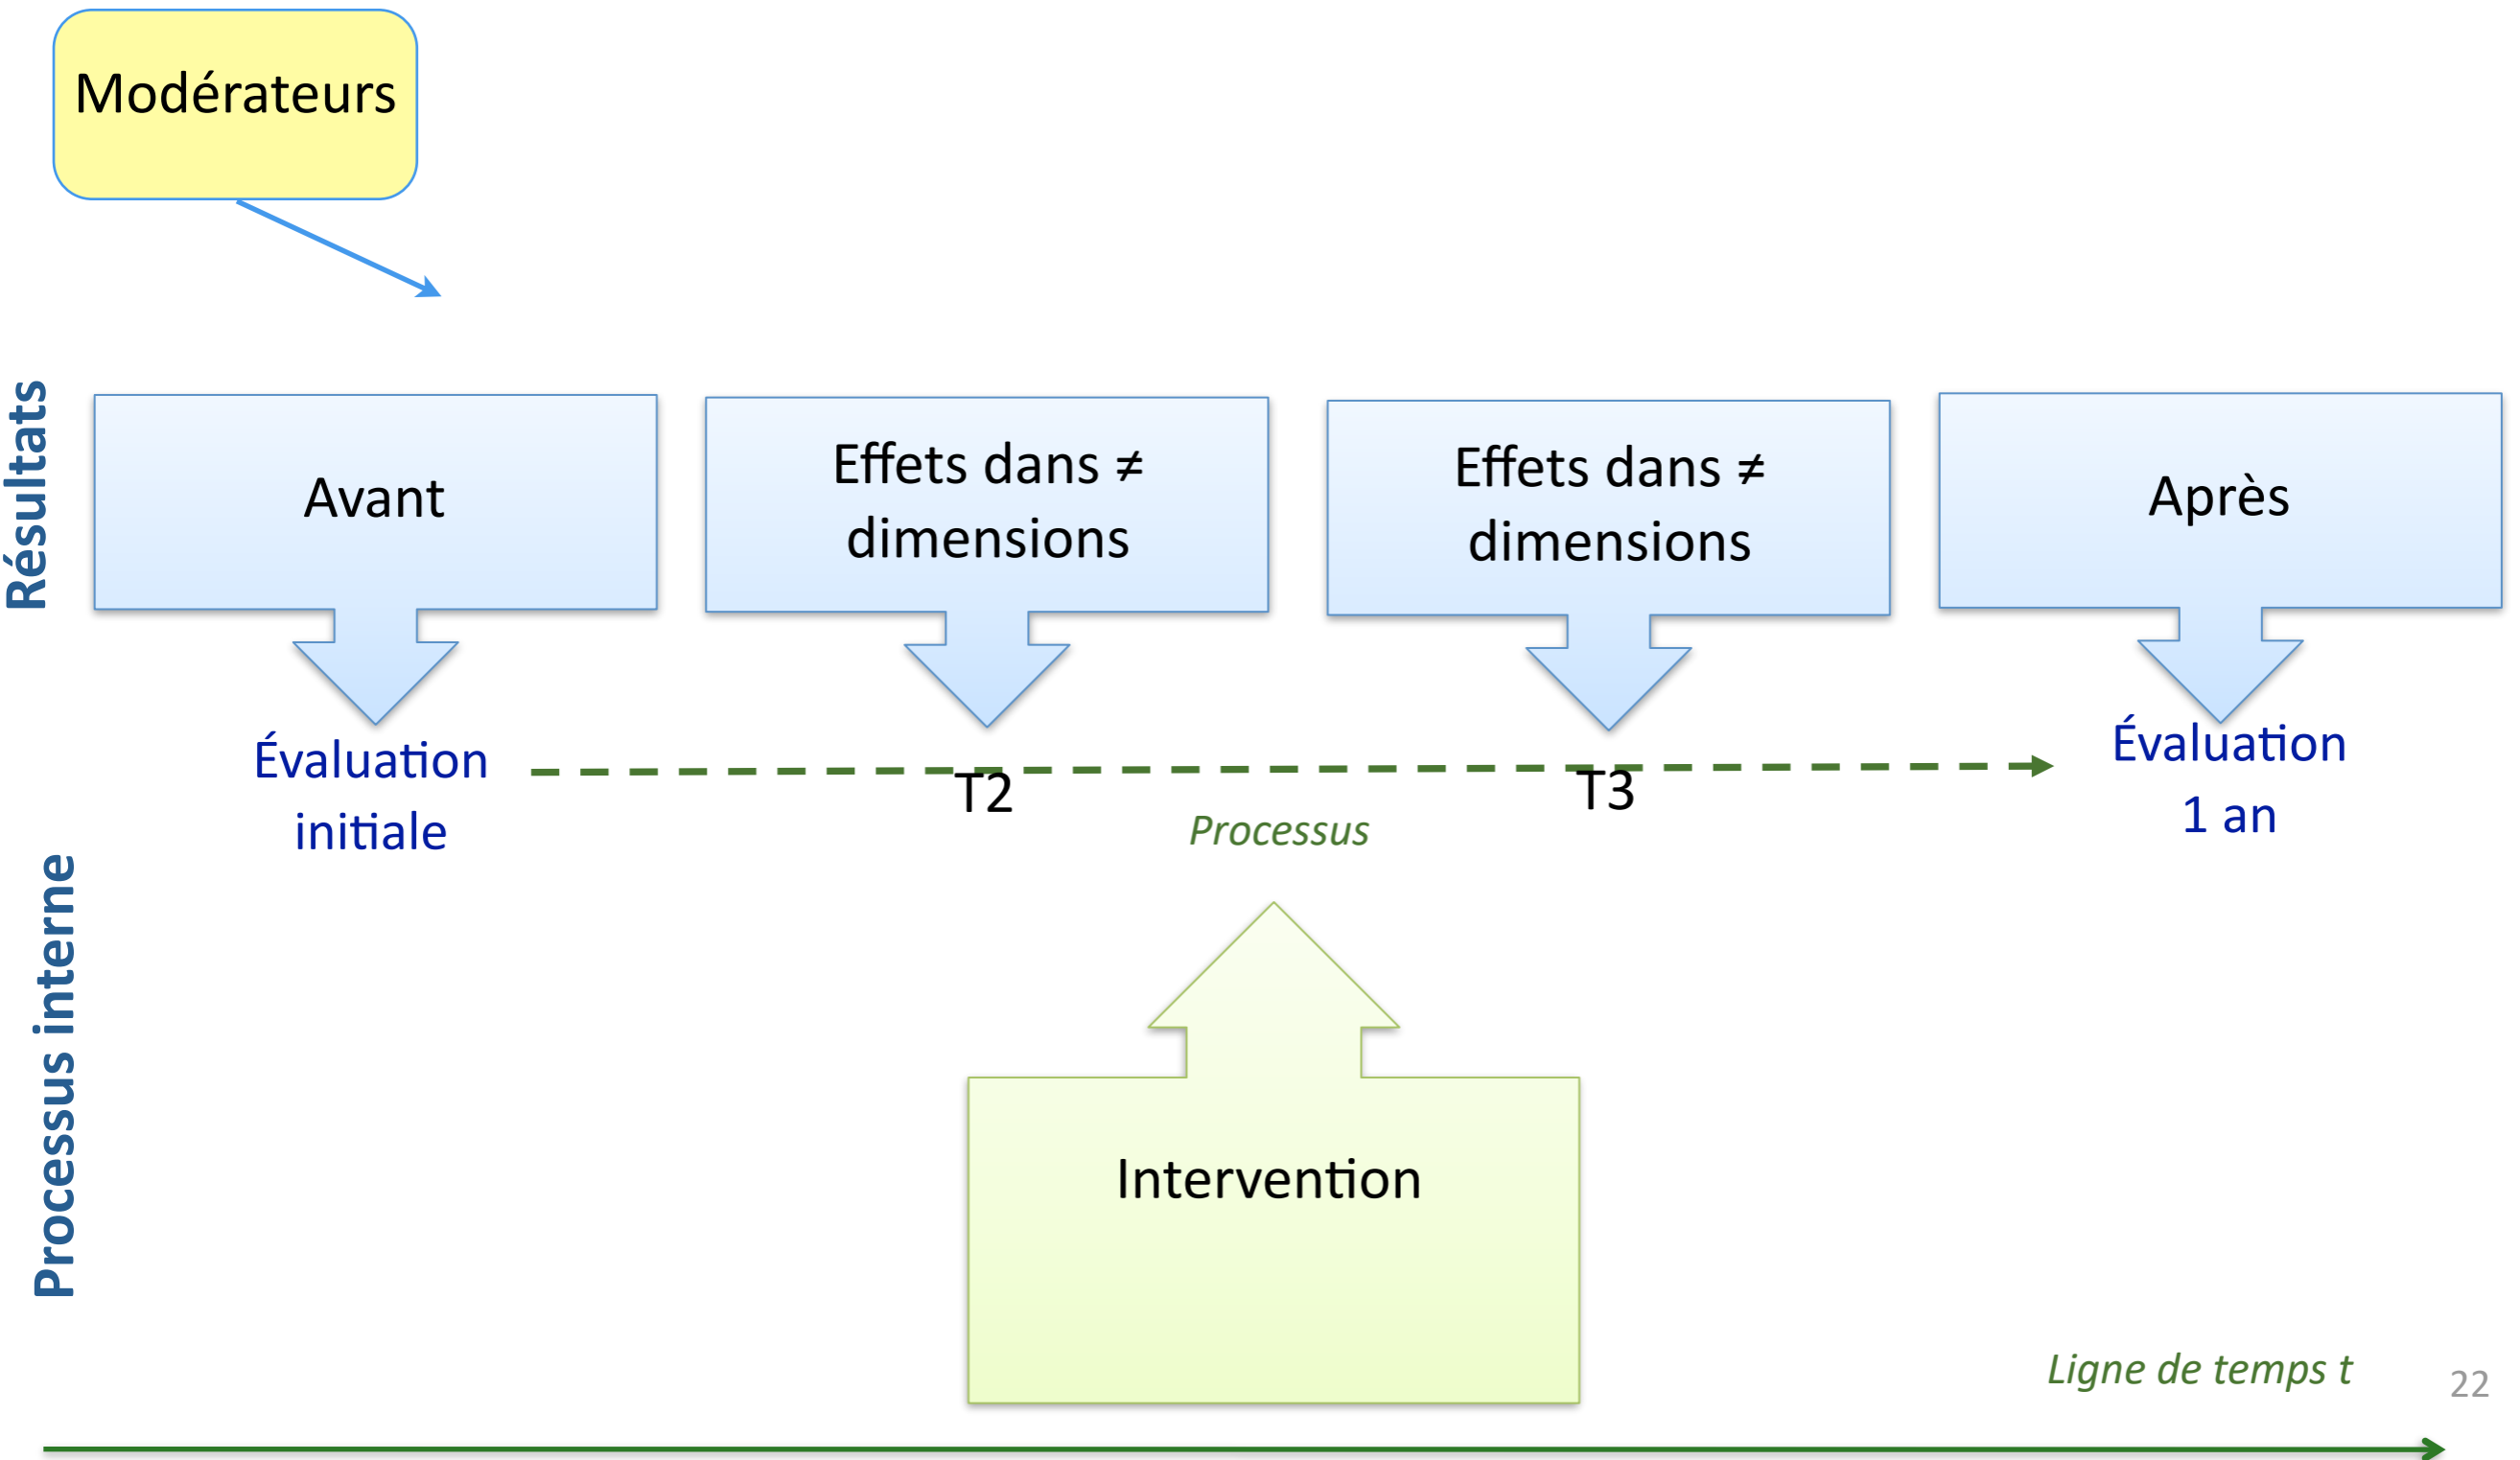 Modérateurs
Résultats
Avant
Effets dans ≠
dimensions
Effets dans ≠
dimensions
Après
Évaluation
initiale
T2
Processus
T3
Évaluation
1 an
Processus interne
Intervention
Ligne de temps t
22